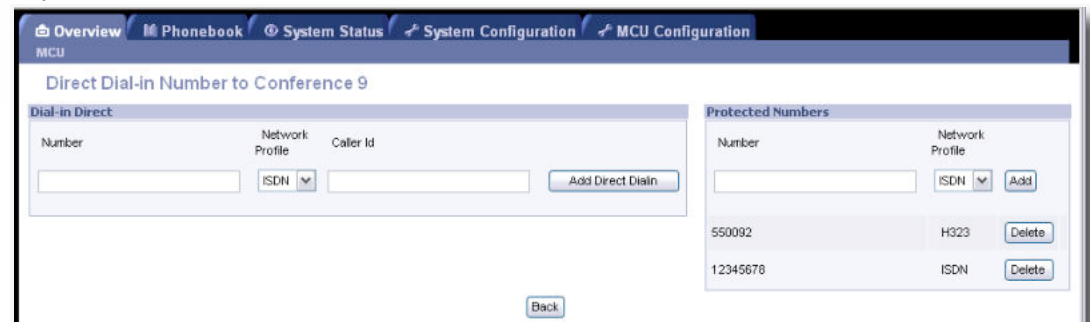 Overview Phonebook System Status System Configuration MCU Configuration
MCU
Direct Dial-in Number to Conference 9
Dial-in Direct
Number Network Profile Caller Id
ISDN Add Direct Dialin
Protected Numbers
Number Network Profile
ISDN Add
550092 H323 Delete
12345678 ISDN Delete
Back